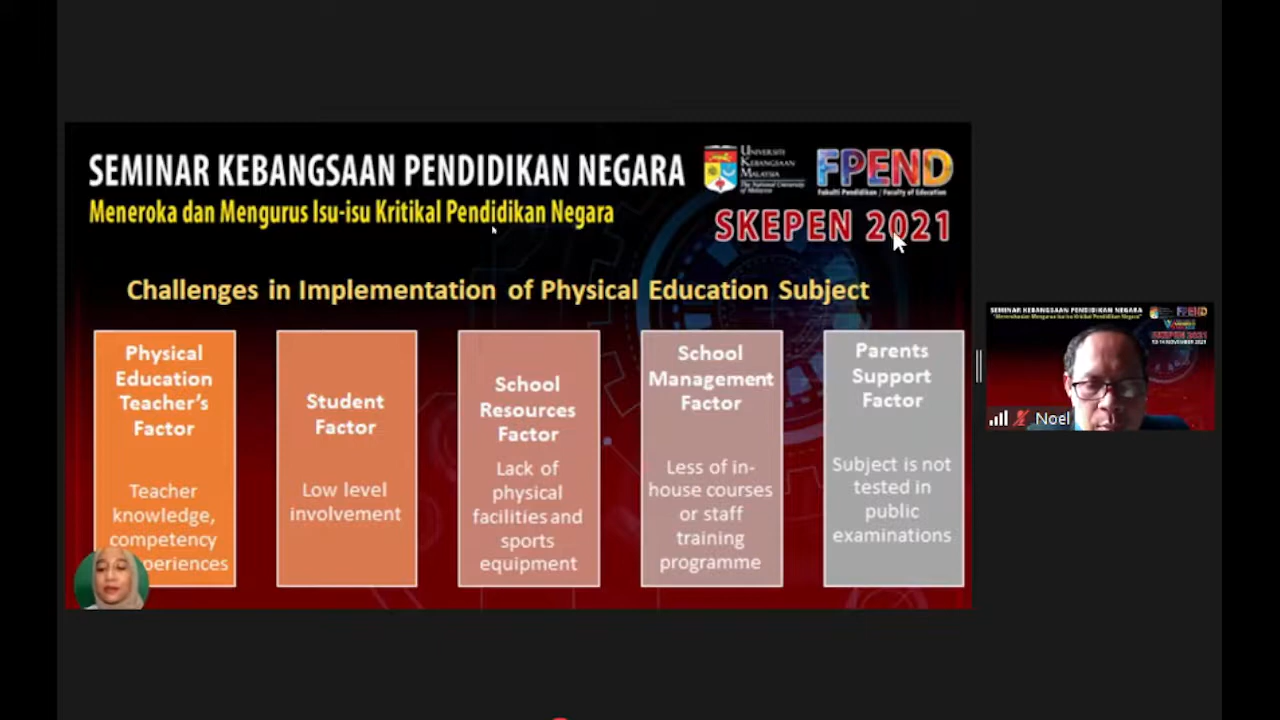 SEMINAR KEBANGSAAN PENDIDIKAN NEGARA
Meneroka dan Mengurus Isu-isu Kritikal Pendidikan Negara
UNIVERSITI
KEBANGSAAN
MALAYSIA
The National University
of Malaysia
FPEND
Fakulti Pendidikan / Faculty of Education
SKEPEN 2021
Challenges in Implementation of Physical Education Subject
Physical
Education
Teacher's
Factor
Teacher
knowledge,
competency
periences
Student
Factor
Low level
involvement
School
Resources
Factor
Lack of
physical
facilities and
sports
equipment
School
Management
Factor
Less of in-
house courses
or staff
training
programme
Parents
Support
Factor
Subject is not
tested in
public
examinations
SEMINAR KEBANGSAAN PENDIDIKAN NEGARA
FPEND
SKEPEN 2021
Noel